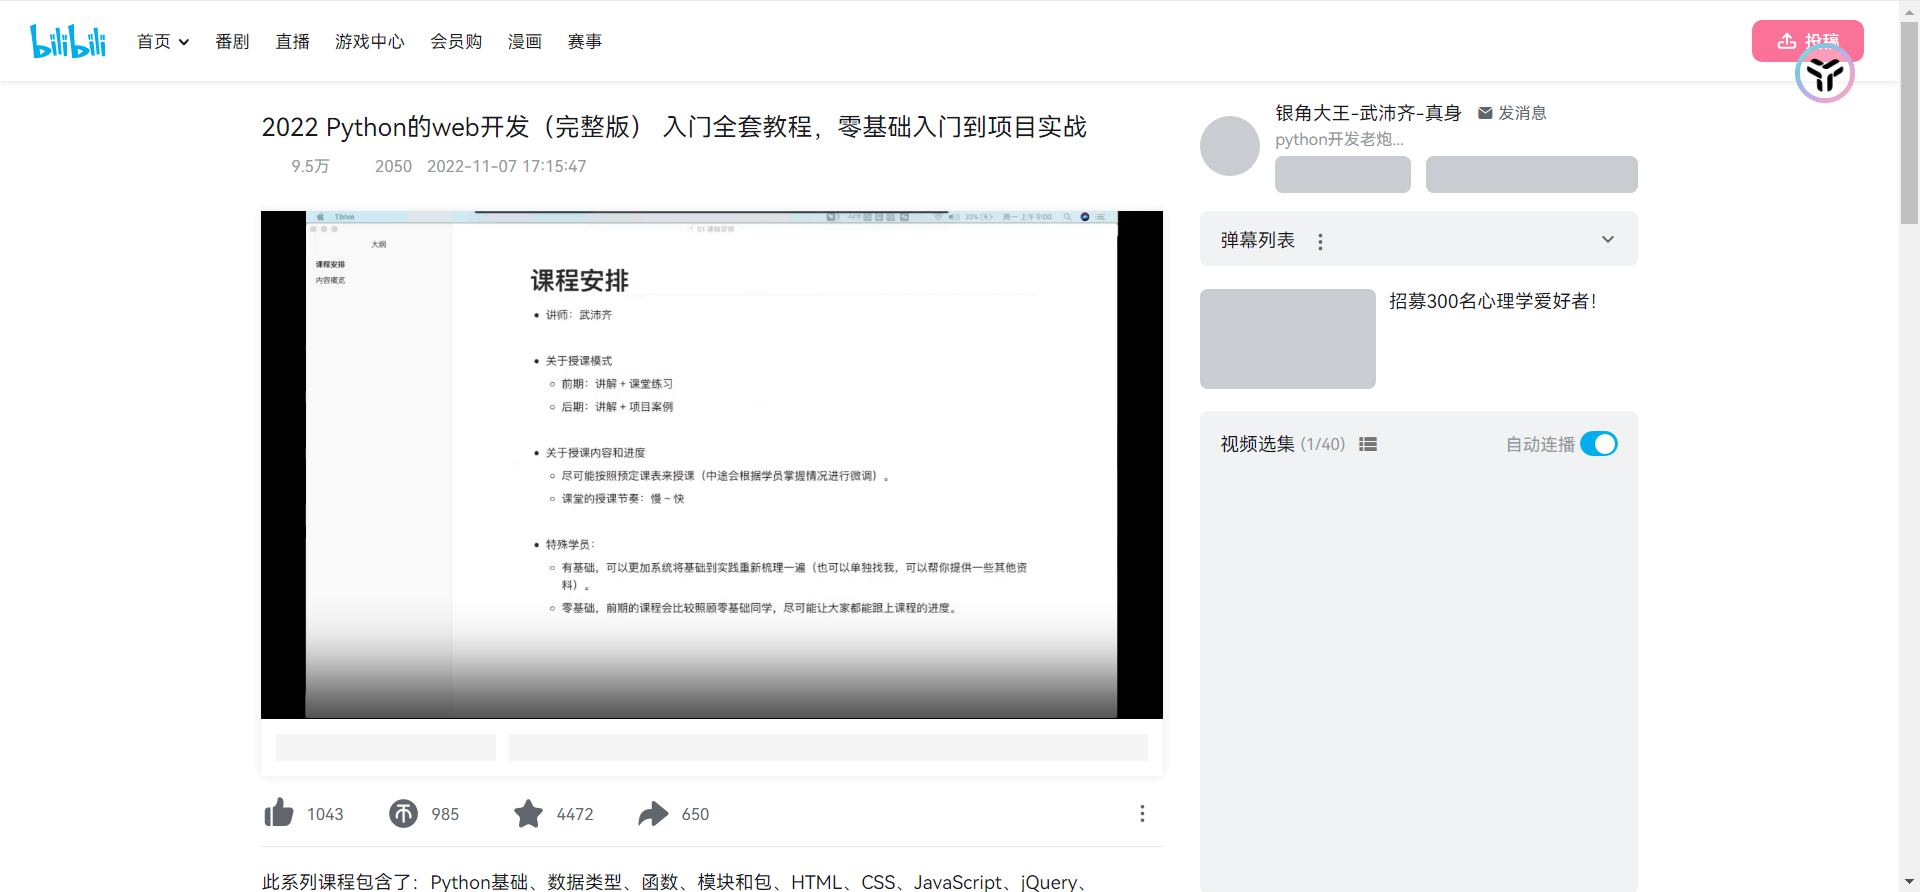 bilibili
首页 番剧 直播 游戏中心 会员购 漫画 赛事
投稿
2022 Python的web开发（完整版） 入门全套教程，零基础入门到项目实战
9.5万 2050 2022-11-07 17:15:47
银角大王-武沛齐-真身 发消息
python开发老炮...
大纲
课程安排
内容概览
01 课程安排
课程安排
讲师：武沛齐
关于授课模式
前期：讲解 + 课堂练习
后期：讲解 + 项目案例
关于授课内容和进度
尽可能按照预定课表来授课（中途会根据学员掌握情况进行微调）。
课堂的授课节奏：慢 ~ 快
特殊学员：
有基础，可以更加系统将基础到实践重新梳理一遍（也可以单独找我，可以帮你提供一些其他资
料）。
零基础，前期的课程会比较照顾零基础同学，尽可能让大家都能跟上课程的进度。
弹幕列表
招募300名心理学爱好者！
视频选集 (1/40) 自动连播
1043 985 4472 650
此系列课程包含了：Python基础、数据类型、函数、模块和包、HTML、CSS、JavaScript、jQuery、